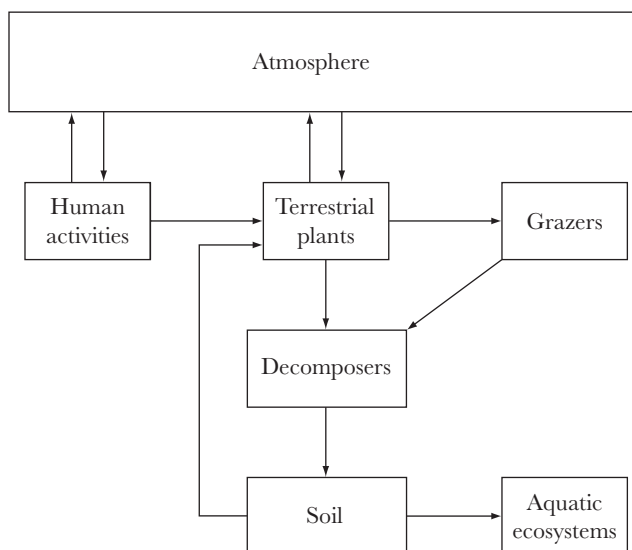 Atmosphere
Human
activities
Terrestrial
plants
Grazers
Decomposers
Soil
Aquatic
ecosystems